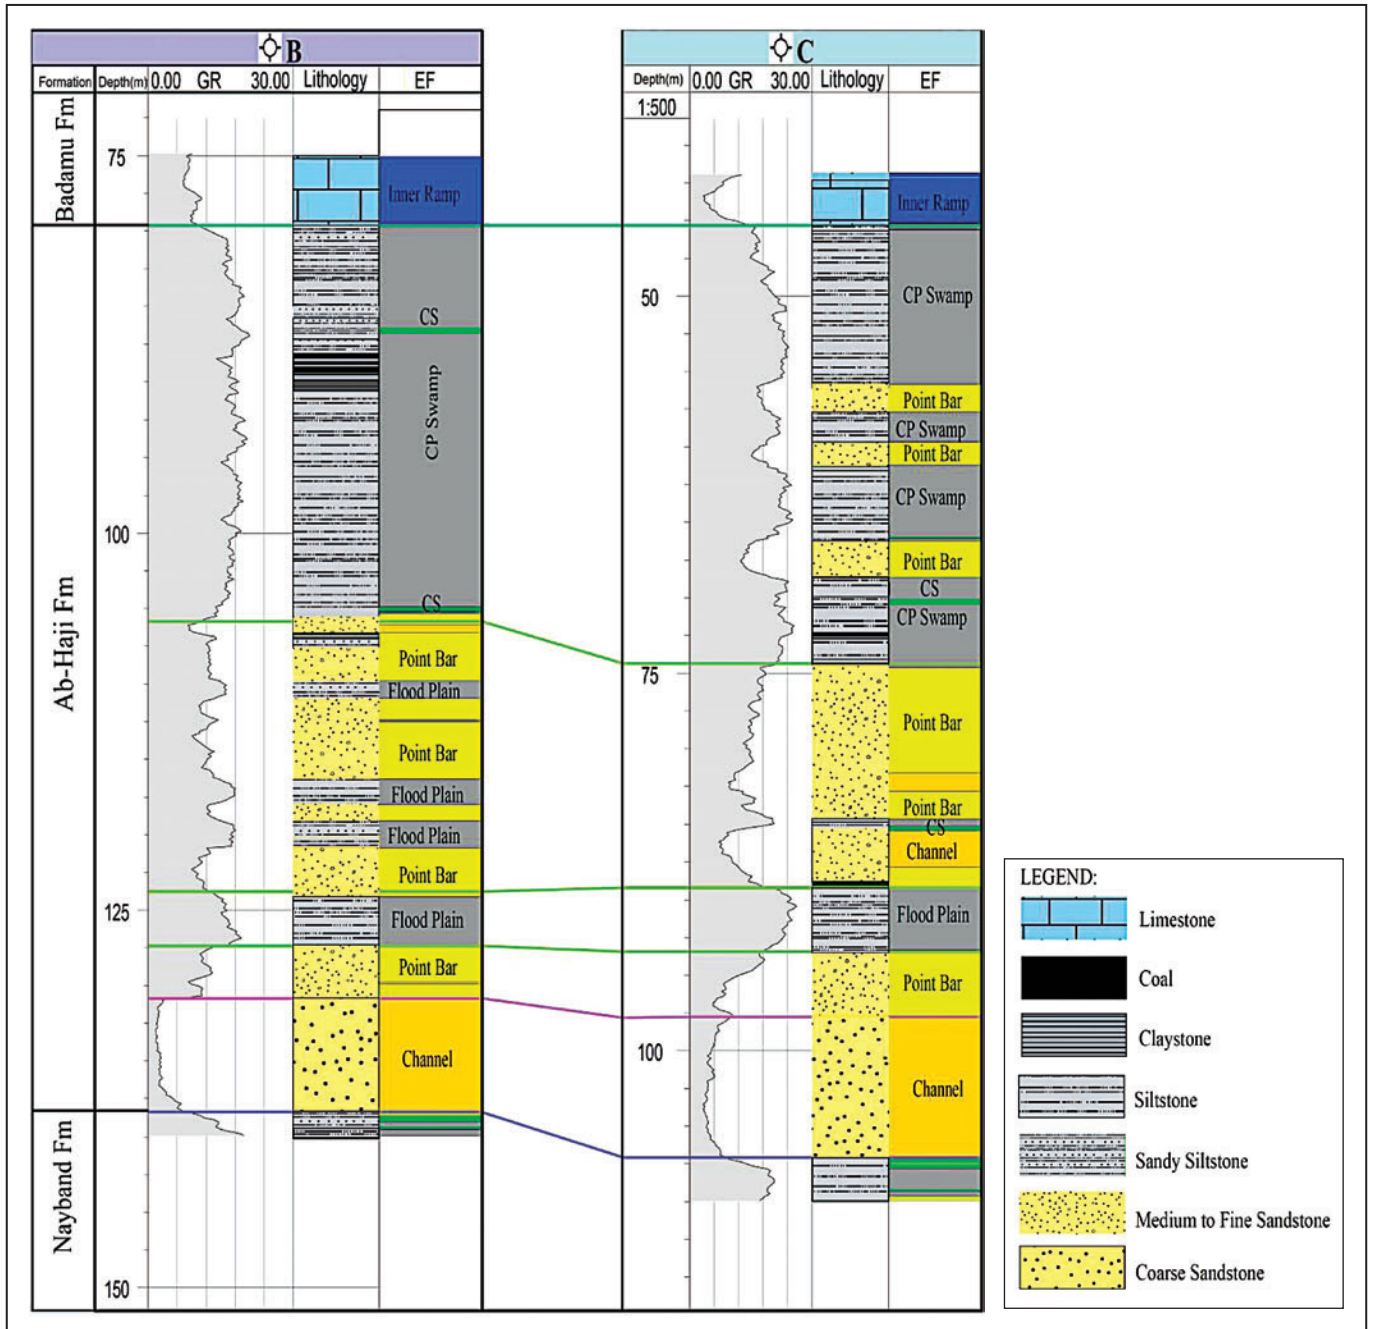 B
Formation Depth(m) 0.00 GR 30.00 Lithology EF
Badamu Fm
75
Inner Ramp
Ab-Haji Fm
CS
CP Swamp
100
CS
Point Bar
Flood Plain
Point Bar
Flood Plain
Flood Plain
Point Bar
125
Flood Plain
Point Bar
Channel
Nayband Fm
150
C
Depth(m) 0.00 GR 30.00 Lithology EF
1:500
Inner Ramp
50
CP Swamp
Point Bar
CP Swamp
Point Bar
CP Swamp
Point Bar
CS
CP Swamp
75
Point Bar
Point Bar
CS
Channel
Flood Plain
Point Bar
100
Channel
LEGEND:
Limestone
Coal
Claystone
Siltstone
Sandy Siltstone
Medium to Fine Sandstone
Coarse Sandstone